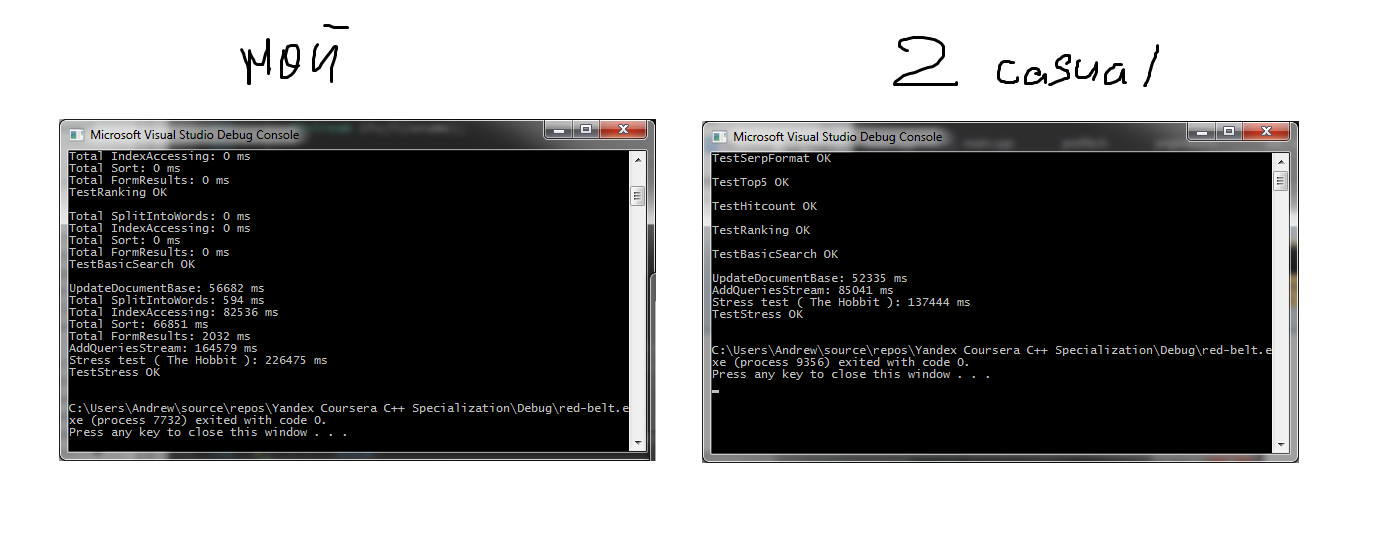 мой
2 casual
Microsoft Visual Studio Debug Console
Total IndexAccessing: 0 ms
Total Sort: 0 ms
Total FormResults: 0 ms
TestRanking OK
Total SplitIntoWords: 0 ms
Total IndexAccessing: 0 ms
Total Sort: 0 ms
Total FormResults: 0 ms
TestBasicSearch OK
UpdateDocumentBase: 56682 ms
Total SplitIntoWords: 594 ms
Total IndexAccessing: 82536 ms
Total Sort: 66851 ms
Total FormResults: 2032 ms
AddQueriesStream: 164579 ms
Stress test ( The Hobbit ): 226475 ms
TestStress OK
C:\Users\Andrew\source\repos\Yandex Coursera C++ Specialization\Debug\red-belt.e
xe (process 7732) exited with code 0.
Press any key to close this window . . .
Microsoft Visual Studio Debug Console
TestSerpFormat OK
TestTop5 OK
TestHitcount OK
TestRanking OK
TestBasicSearch OK
UpdateDocumentBase: 52335 ms
AddQueriesStream: 85041 ms
Stress test ( The Hobbit ): 137444 ms
TestStress OK
C:\Users\Andrew\source\repos\Yandex Coursera C++ Specialization\Debug\red-belt.e
xe (process 9356) exited with code 0.
Press any key to close this window . . .